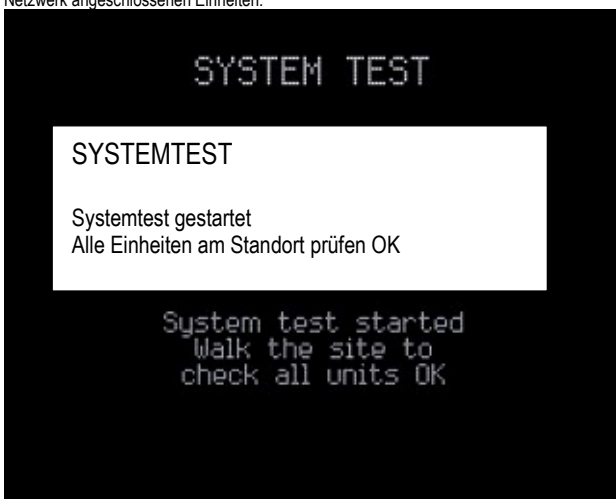 Netzwerk angeschlossenen Einheiten.
SYSTEM TEST
SYSTEMTEST
Systemtest gestartet
Alle Einheiten am Standort prüfen OK
System test started
Walk the site to
check all units OK